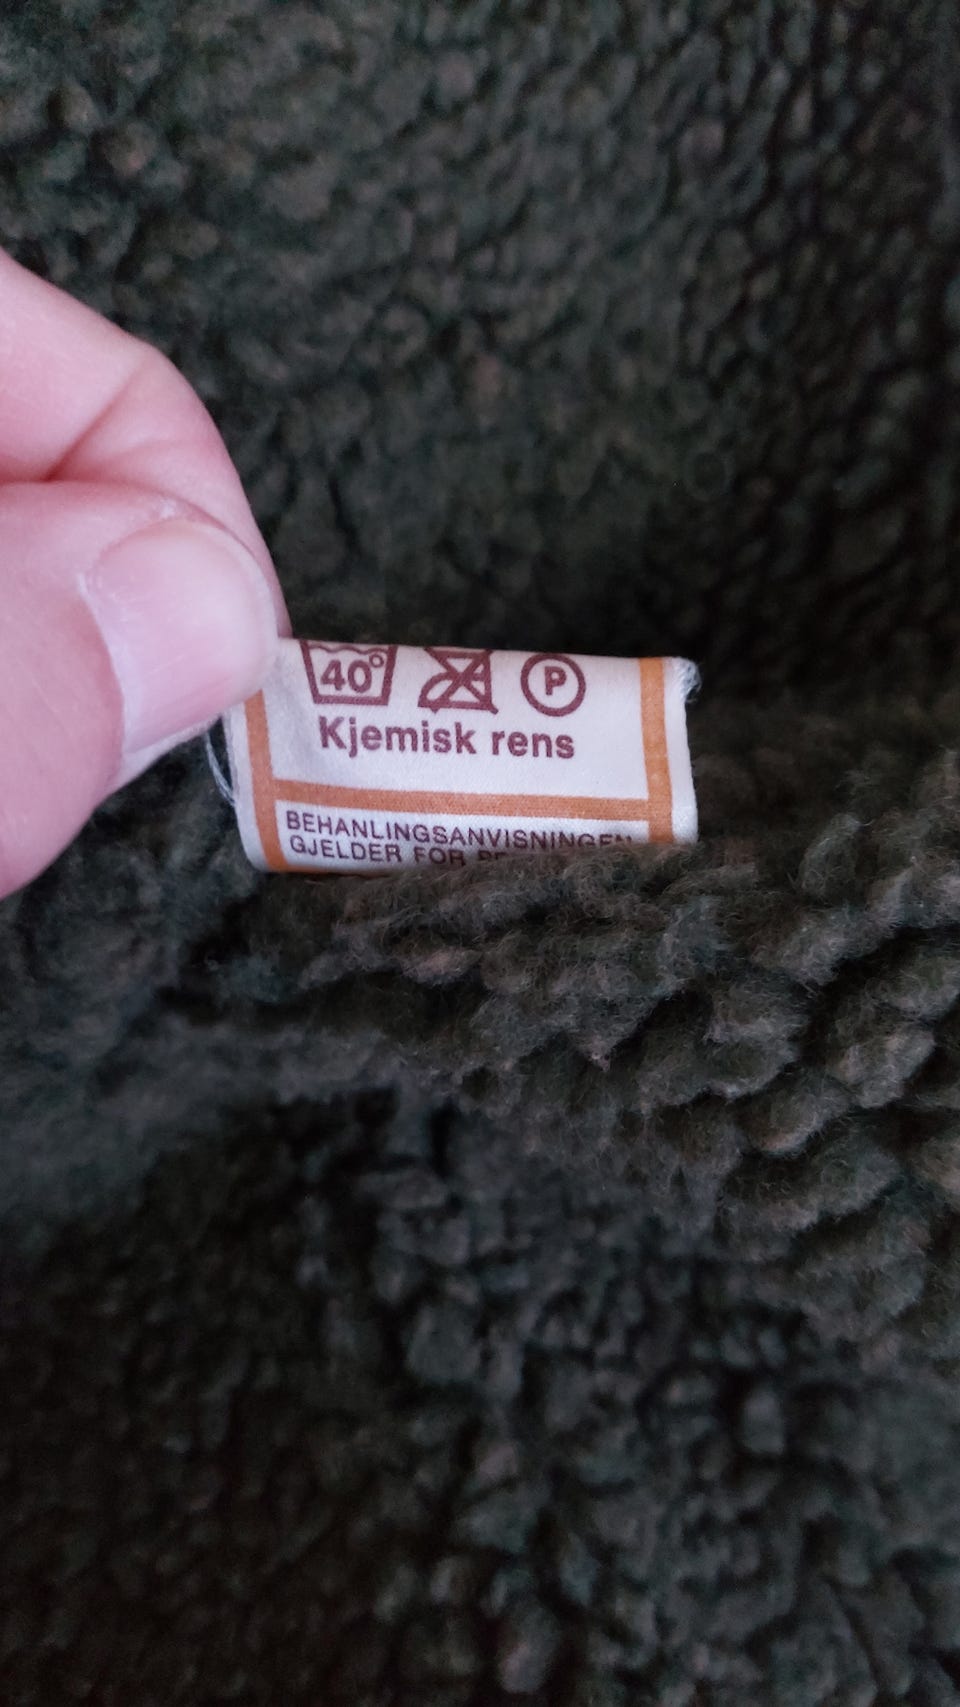 40°
P
Kjemisk rens
BEHANLINGSANVISNINGEN
GJELDER FOR